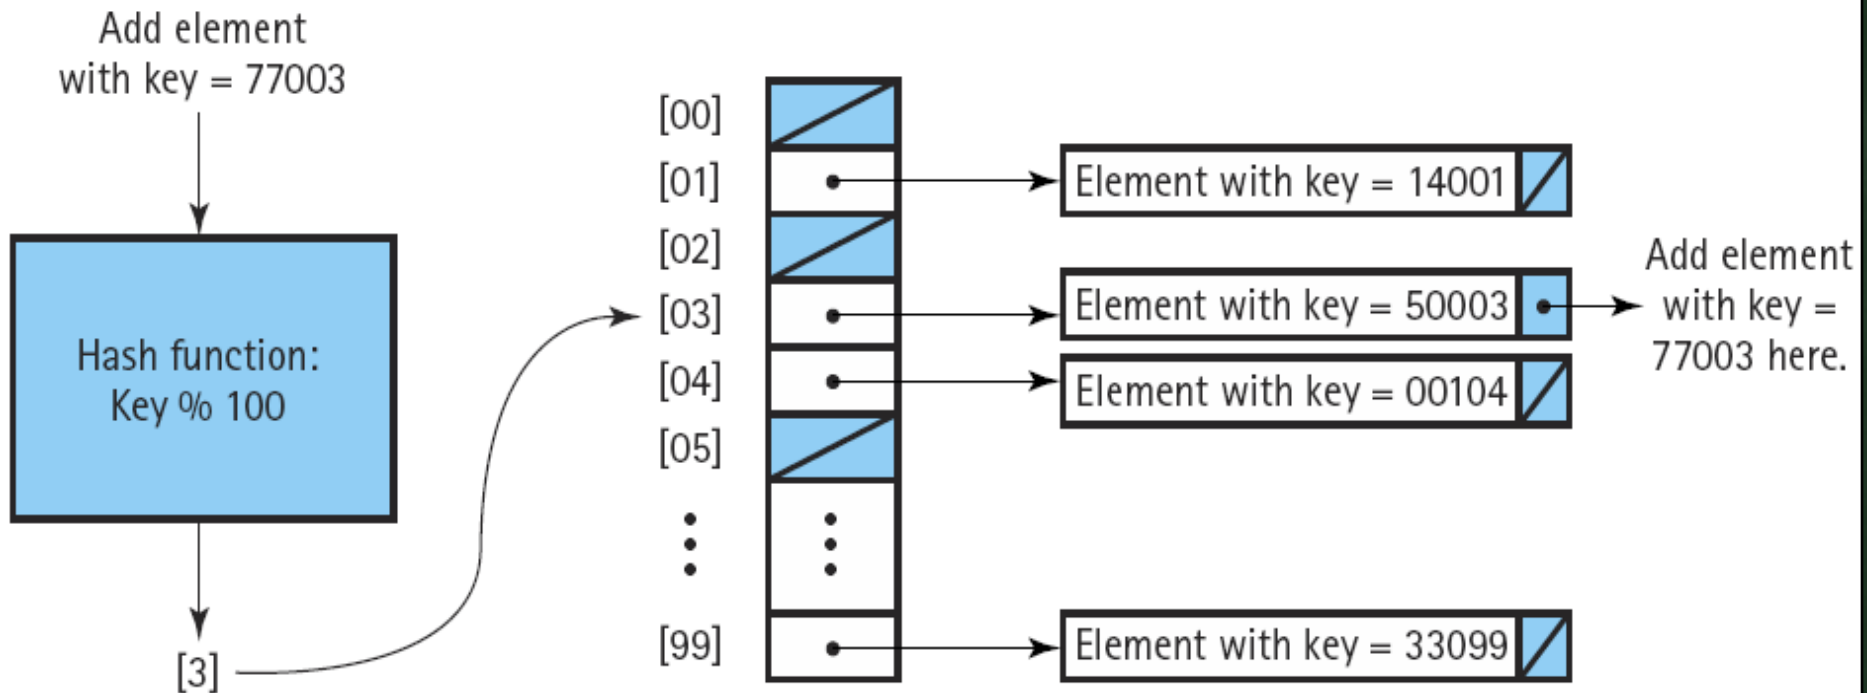 Add element
with key = 77003
Hash function:
Key % 100
[3]
[00]
[01]
[02]
[03]
[04]
[05]
[99]
Element with key = 14001
Element with key = 50003
Element with key = 00104
Element with key = 33099
Add element
with key =
77003 here.